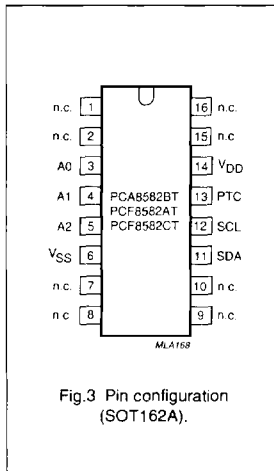 n.c. 1 16 n.c.
n.c. 2 15 n.c
A0 3 14 VDD
A1 4 PCA8582BT 13 PTC
PCF8582AT
A2 5 PCF8582CT 12 SCL
VSS 6 11 SDA
n.c. 7 10 n c.
n c 8 9 n.c.
MLA168
Fig.3 Pin configuration
(SOT162A).